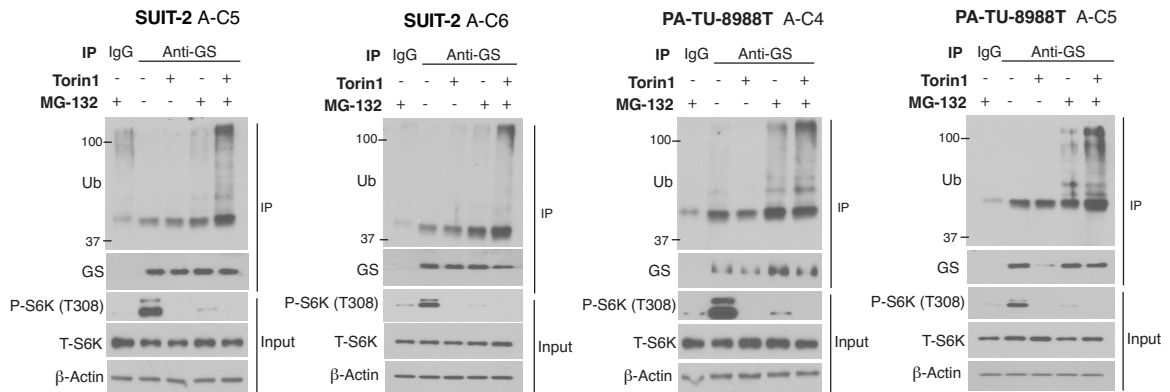 SUIT-2 A-C5
IP IgG Anti-GS
Torin1 - - + - +
MG-132 + - - + +
100
Ub
37
IP
GS
P-S6K (T308)
T-S6K
Input
β-Actin
SUIT-2 A-C6
IP IgG Anti-GS
Torin1 - - + - +
MG-132 + - - + +
100
Ub
37
IP
GS
P-S6K (T308)
T-S6K
Input
β-Actin
PA-TU-8988T A-C4
IP IgG Anti-GS
Torin1 - - + - +
MG-132 + - - + +
100
Ub
37
IP
GS
P-S6K (T308)
T-S6K
Input
β-Actin
PA-TU-8988T A-C5
IP IgG Anti-GS
Torin1 - - + - +
MG-132 + - - + +
100
Ub
37
IP
GS
P-S6K (T308)
T-S6K
Input
β-Actin